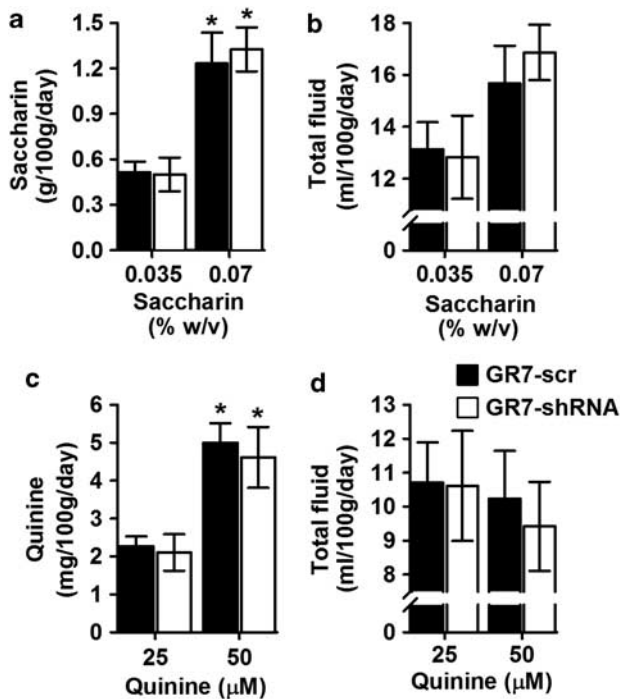 a
Saccharin
(g/100g/day)
1.5
1.2
0.9
0.6
0.3
0.0
* *
0.035 0.07
Saccharin
(% w/v)
b
Total fluid
(ml/100g/day)
18
16
14
12
0
0.035 0.07
Saccharin
(% w/v)
c
Quinine
(mg/100g/day)
6
5
4
3
2
1
0
* *
25 50
Quinine (μM)
d
GR7-scr
GR7-shRNA
Total fluid
(ml/100g/day)
13
12
11
10
9
8
0
25 50
Quinine (μM)